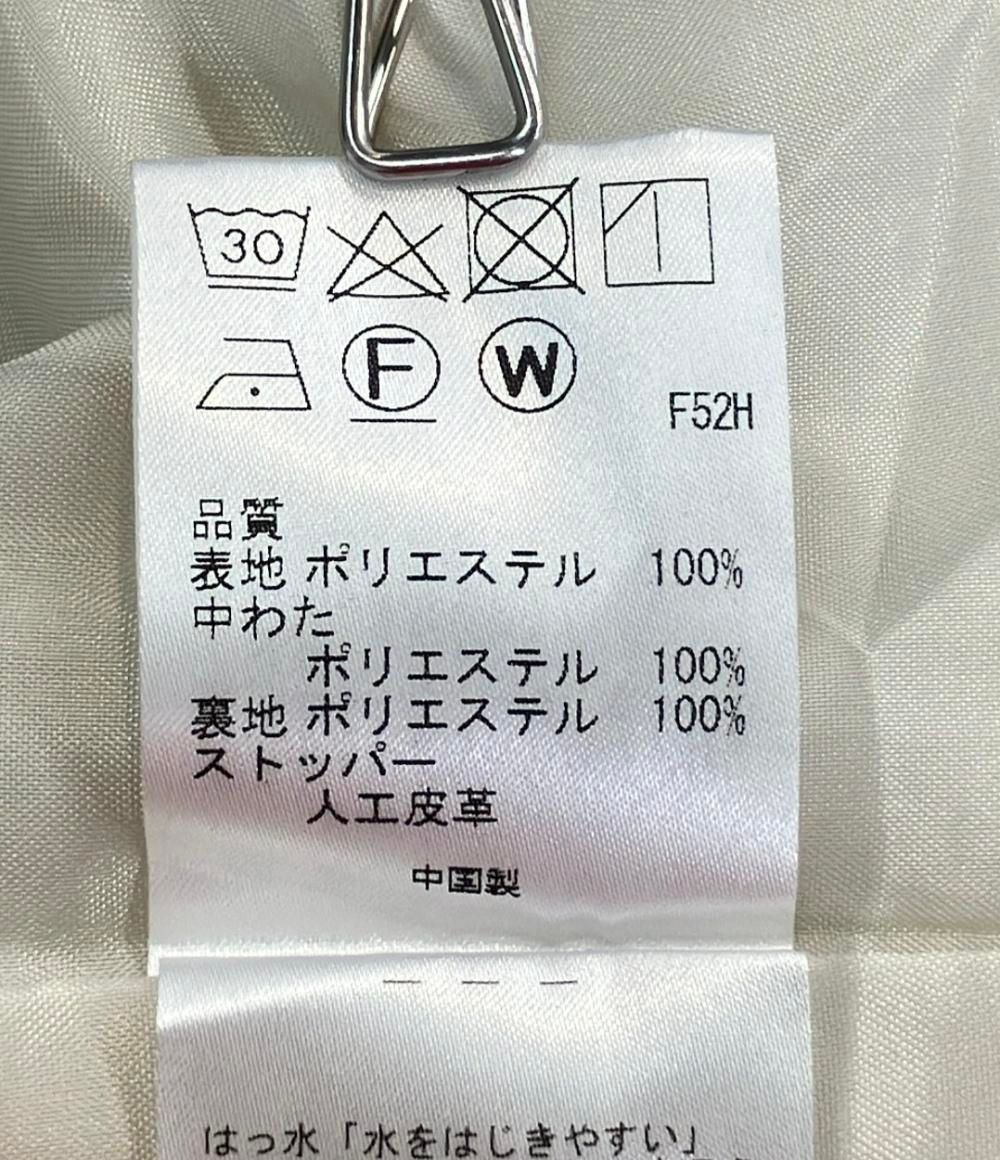 30
F W
F52H
品質
表地 ポリエステル 100%
中わた
ポリエステル 100%
裏地 ポリエステル 100%
ストッパー
人工皮革
中国製
はっ水「水をはじきやすい」